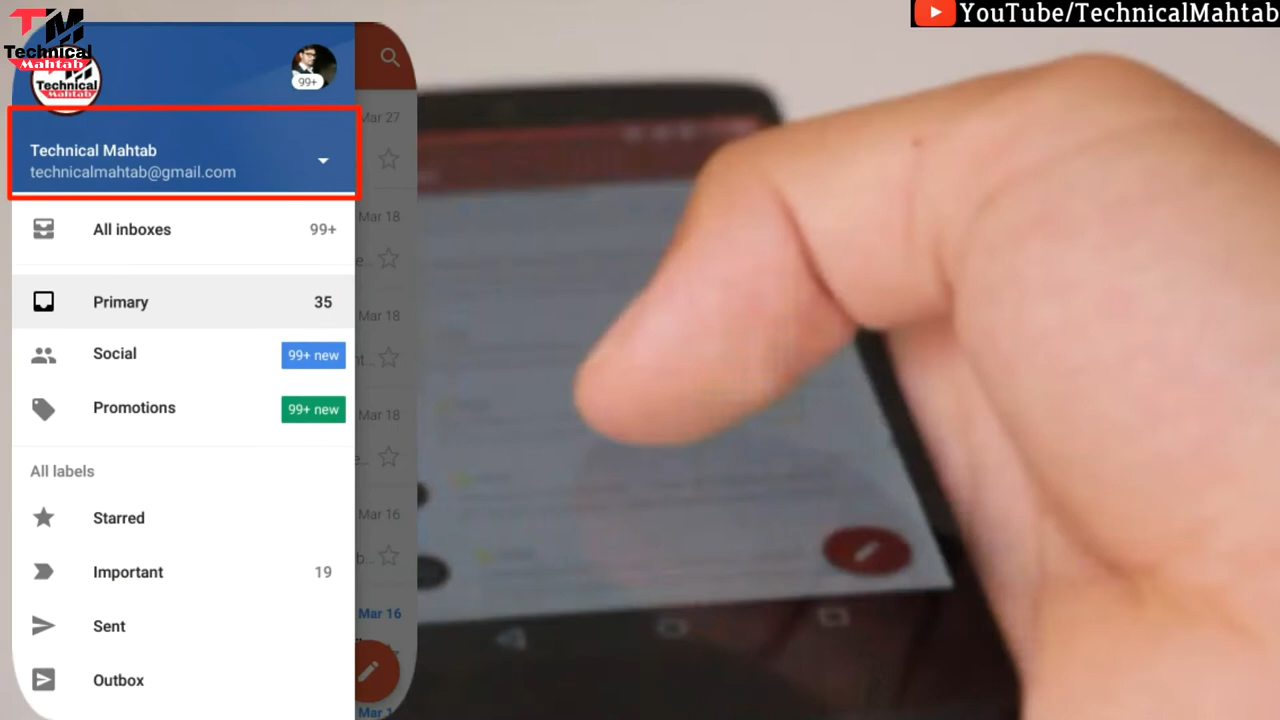 TM
Technical
Mahtab
YouTube/TechnicalMahtab
Technical
Mahtab
99+
Technical Mahtab
technicalmahtab@gmail.com
All inboxes 99+
Primary 35
Social 99+ new
Promotions 99+ new
All labels
Starred
Important 19
Sent
Outbox
Mar 27
Mar 18
e...
Mar 18
Mar 18
e...
Mar 16
b...
Mar 16